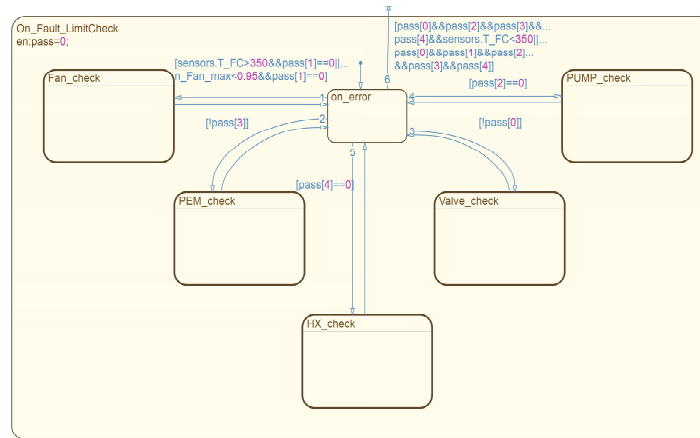 On_Fault_LimitCheck
en:pass=0;
[sensors.T_FC>350&&pass[1]==0||...
n_Fan_max<0.95&&pass[1]==0]
[pass[0]&&pass[2]&&pass[3]&&...
pass[4]&&sensors.T_FC<350||...
pass[0]&&pass[1]&&pass[2]...
&&pass[3]&&pass[4]]
6
Fan_check
on_error
PUMP_check
[pass[2]==0]
1
4
2
3
5
[!pass[3]]
[!pass[0]]
[pass[4]==0]
PEM_check
Valve_check
HX_check